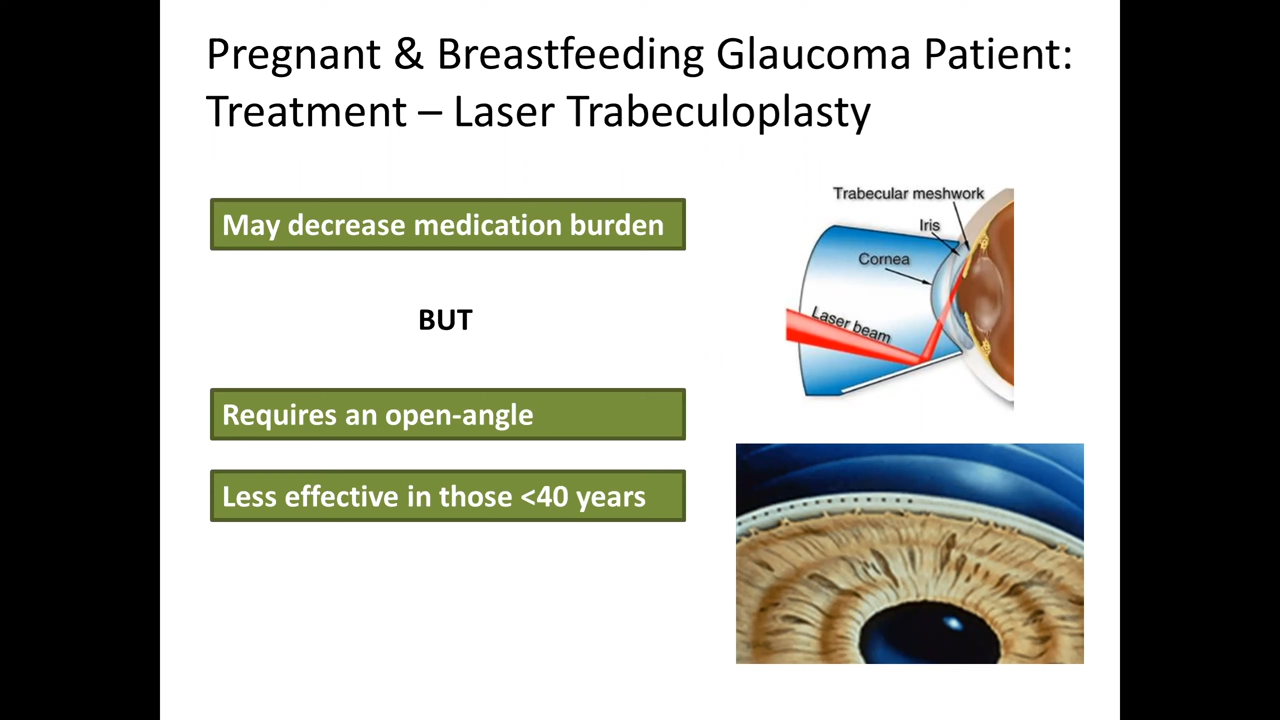 Pregnant & Breastfeeding Glaucoma Patient:
Treatment – Laser Trabeculoplasty
May decrease medication burden
BUT
Requires an open-angle
Less effective in those <40 years
Trabecular meshwork
Iris
Cornea
Laser beam